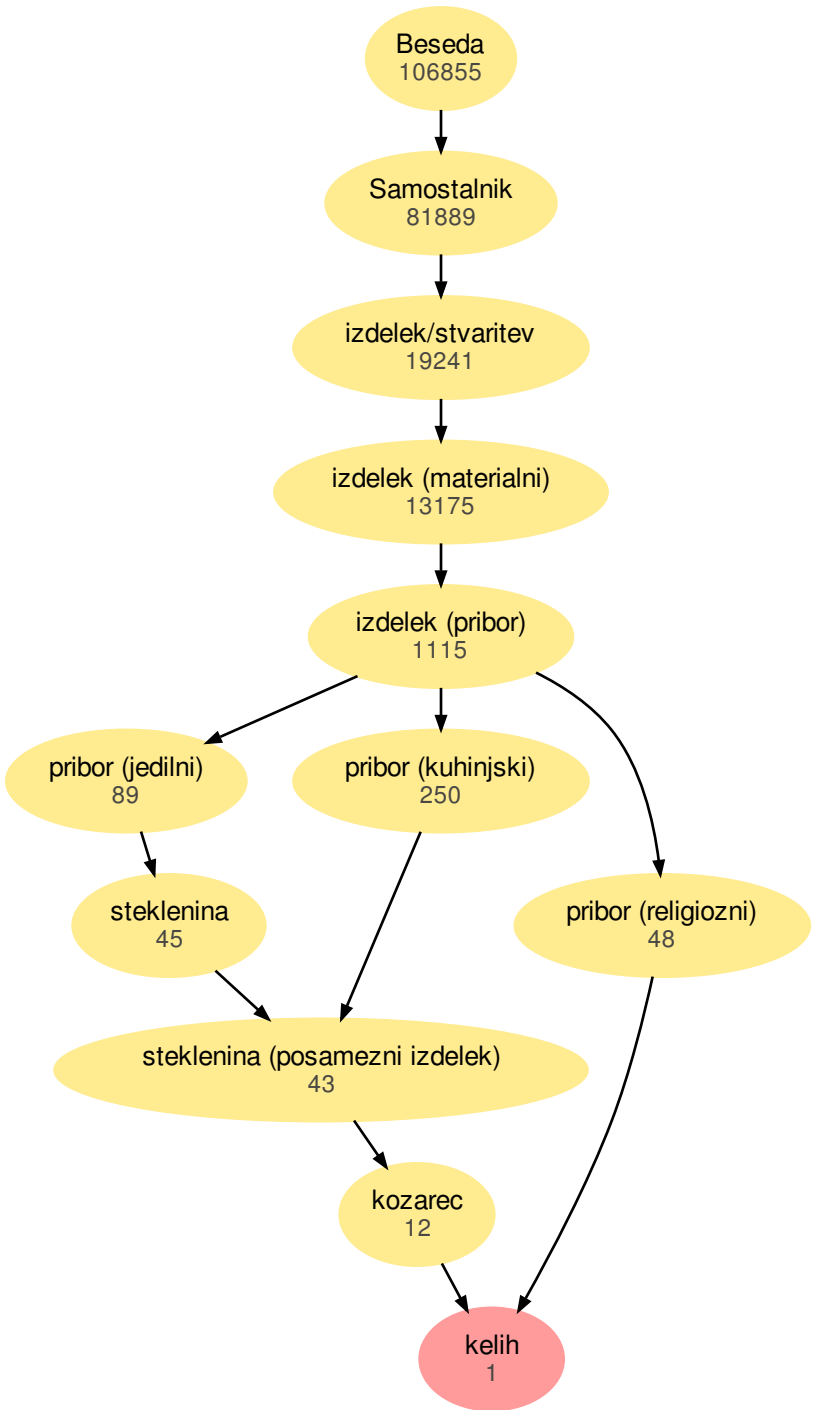 Beseda
106855
Samostalnik
81889
izdelek/stvaritev
19241
izdelek (materialni)
13175
izdelek (pribor)
1115
pribor (jedilni)
89
pribor (kuhinjski)
250
steklenina
45
pribor (religiozni)
48
steklenina (posamezni izdelek)
43
kozarec
12
kelih
1